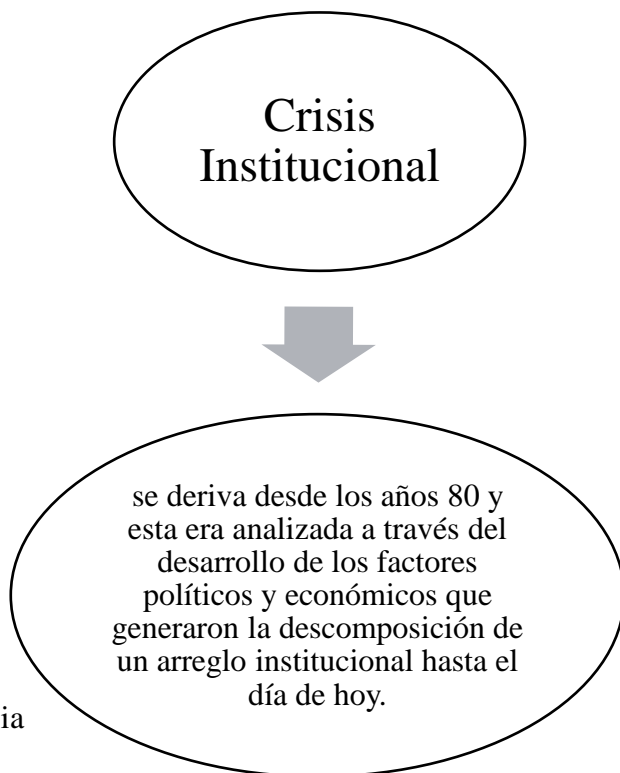 Crisis
Institucional
se deriva desde los años 80 y
esta era analizada a través del
desarrollo de los factores
políticos y económicos que
generaron la descomposición de
un arreglo institucional hasta el
día de hoy.
ia